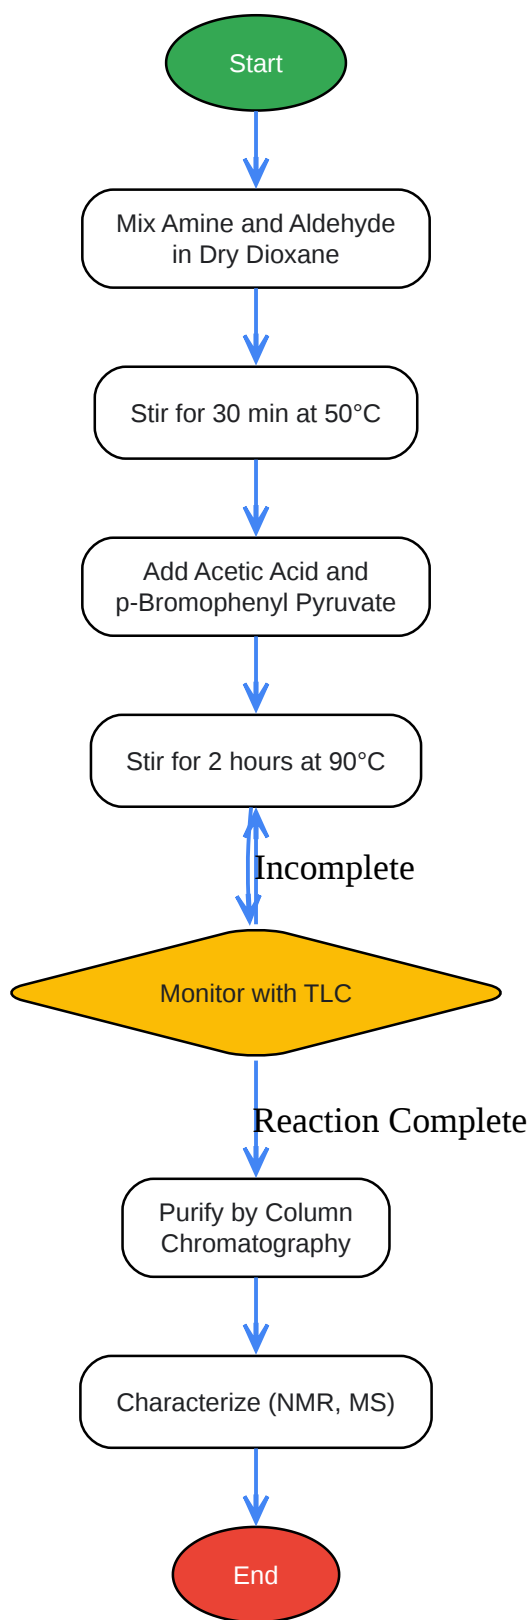 Start
Mix Amine and Aldehyde
in Dry Dioxane
Stir for 30 min at 50°C
Add Acetic Acid and
p-Bromophenyl Pyruvate
Stir for 2 hours at 90°C
Incomplete
Monitor with TLC
Reaction Complete
Purify by Column
Chromatography
Characterize (NMR, MS)
End